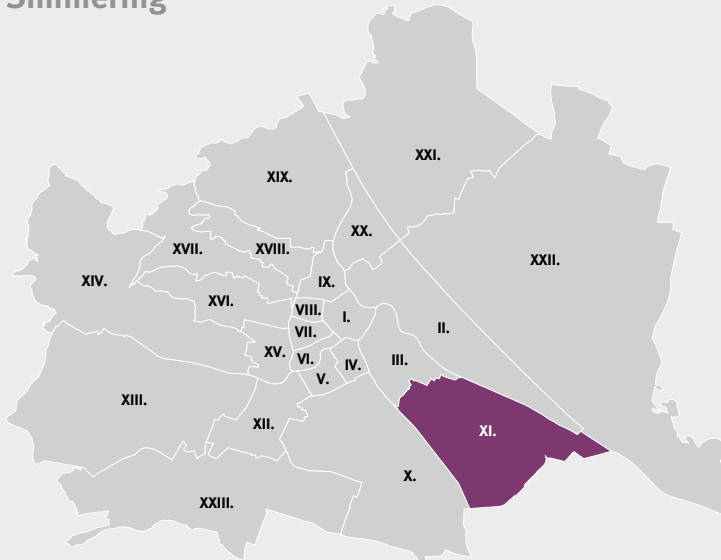 Simmering
XXI.
XIX.
XX.
XVII.
XVIII.
XXII.
XIV.
IX.
XVI.
VIII.
I.
II.
VII.
XV.
VI.
IV.
III.
V.
XIII.
XII.
XI.
X.
XXIII.